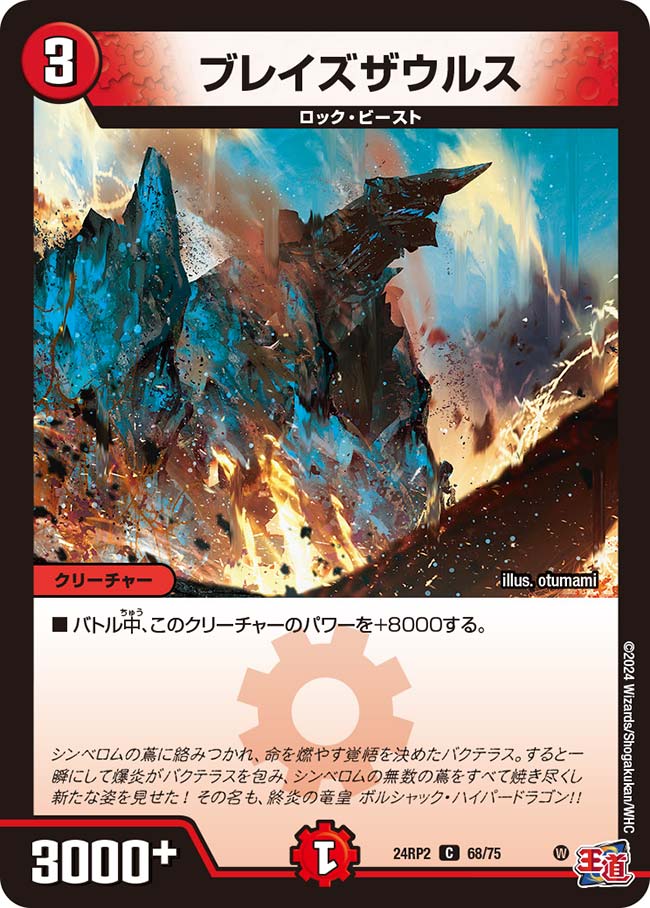 3
ブレイズザウルス
ロック・ビースト
illus. otumami
クリーチャー
■ バトル中、このクリーチャーのパワーを+8000する。
ちゅう
シンベロムの蔦に絡みつかれ、命を燃やす覚悟を決めたバクテラス。すると一
瞬にして爆炎がバクテラスを包み、シンベロムの無数の蔦をすべて焼き尽くし
新たな姿を見せた！その名も、終炎の竜皇 ボルシャック・ハイパードラゴン!!
©2024 Wizards/Shogakukan/WHC
3000+
1
24RP2 C 68/75
W
王道